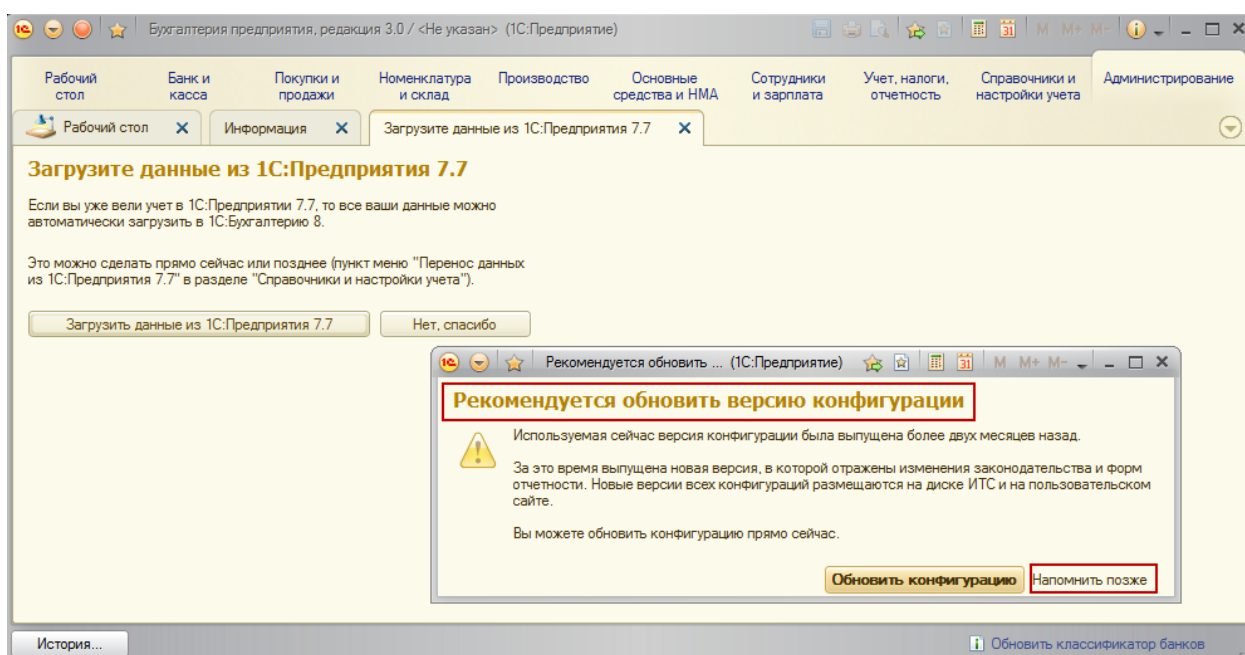 Бухгалтерия предприятия, редакция 3.0 / <Не указан> (1С:Предприятие)
M M+ M-
Рабочий стол
Банк и касса
Покупки и продажи
Номенклатура и склад
Производство
Основные средства и НМА
Сотрудники и зарплата
Учет, налоги, отчетность
Справочники и настройки учета
Администрирование
Рабочий стол
Информация
Загрузите данные из 1С:Предприятия 7.7
Загрузите данные из 1С:Предприятия 7.7
Если вы уже вели учет в 1С:Предприятии 7.7, то все ваши данные можно
автоматически загрузить в 1С:Бухгалтерию 8.
Это можно сделать прямо сейчас или позднее (пункт меню "Перенос данных
из 1С:Предприятия 7.7" в разделе "Справочники и настройки учета").
Загрузить данные из 1С:Предприятия 7.7
Нет, спасибо
Рекомендуется обновить ... (1С:Предприятие)
31
M M+ M-
Рекомендуется обновить версию конфигурации
Используемая сейчас версия конфигурации была выпущена более двух месяцев назад.
За это время выпущена новая версия, в которой отражены изменения законодательства и форм
отчетности. Новые версии всех конфигураций размещаются на диске ИТС и на пользовательском
сайте.
Вы можете обновить конфигурацию прямо сейчас.
Обновить конфигурацию
Напомнить позже
История...
Обновить классификатор банков